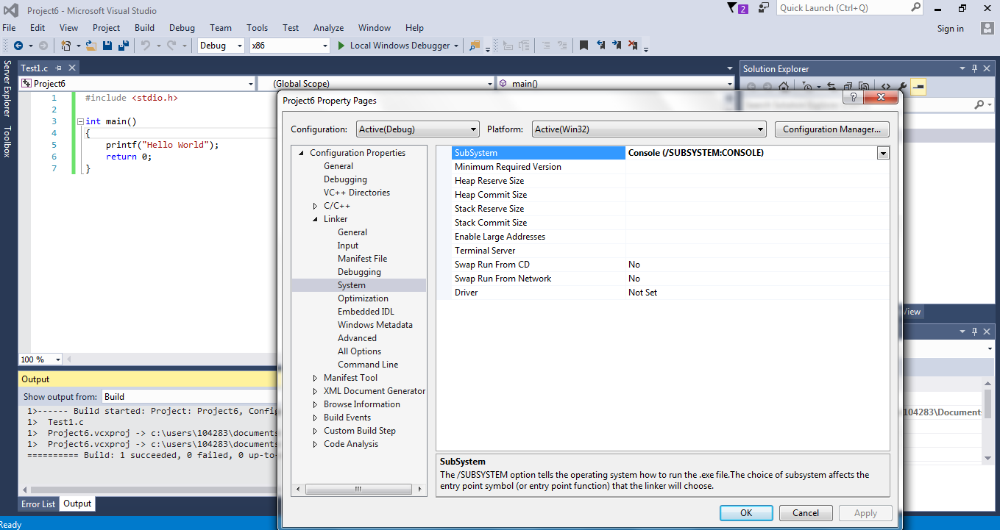 Project6 - Microsoft Visual Studio
2
Quick Launch (Ctrl+Q)
File Edit View Project Build Debug Team Tools Test Analyze Window Help
Sign in
Debug x86 Local Windows Debugger
Server Explorer
Toolbox
Test1.c
Project6 (Global Scope) main()
1 #include <stdio.h>
2
3 int main()
4 {
5 printf("Hello World");
6 return 0;
7 }
100 %
Output
Show output from: Build
1>------ Build started: Project: Project6, Config
1> Test1.c
1> Project6.vcxproj -> c:\users\104283\documents
1> Project6.vcxproj -> c:\users\104283\documents
========== Build: 1 succeeded, 0 failed, 0 up-to-
Error List Output
Ready
Solution Explorer
View
104283\Document
Project6 Property Pages
?
Configuration: Active(Debug) Platform: Active(Win32) Configuration Manager...
Configuration Properties
General
Debugging
VC++ Directories
C/C++
Linker
General
Input
Manifest File
Debugging
System
Optimization
Embedded IDL
Windows Metadata
Advanced
All Options
Command Line
Manifest Tool
XML Document Generator
Browse Information
Build Events
Custom Build Step
Code Analysis
SubSystem Console (/SUBSYSTEM:CONSOLE)
Minimum Required Version
Heap Reserve Size
Heap Commit Size
Stack Reserve Size
Stack Commit Size
Enable Large Addresses
Terminal Server
Swap Run From CD No
Swap Run From Network No
Driver Not Set
SubSystem
The /SUBSYSTEM option tells the operating system how to run the .exe file.The choice of subsystem affects the
entry point symbol (or entry point function) that the linker will choose.
OK Cancel Apply